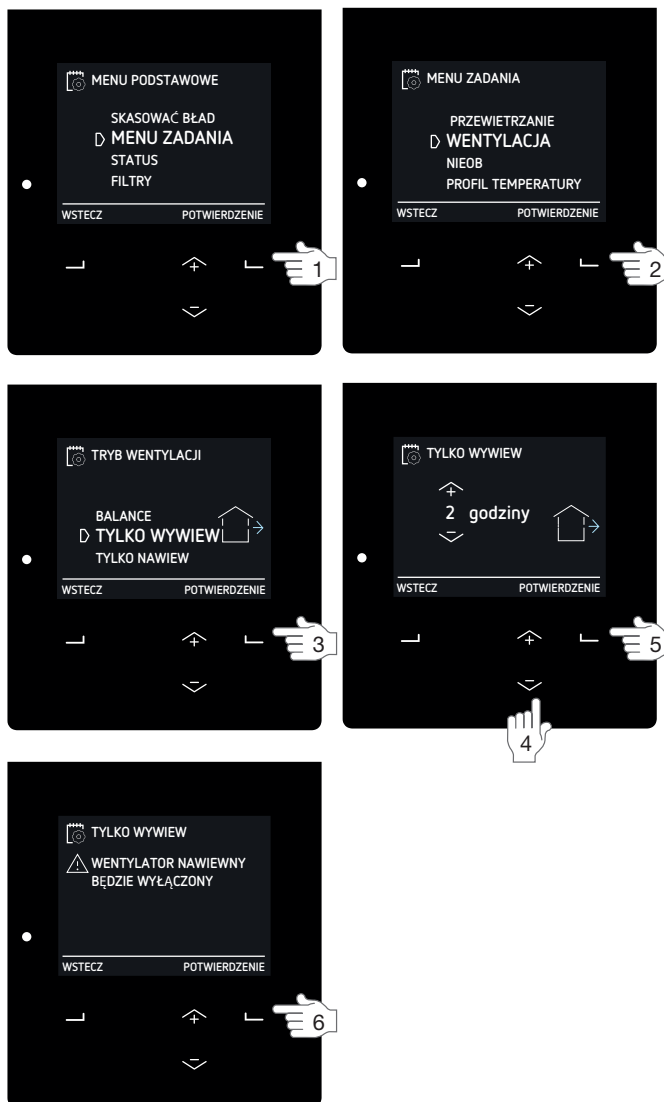 MENU PODSTAWOWE
SKASOWAĆ BŁAD
MENU ZADANIA
STATUS
FILTRY
WSTECZ POTWIERDZENIE
1
MENU ZADANIA
PRZEWIETRZANIE
WENTYLACJA
NIEOB
PROFIL TEMPERATURY
WSTECZ POTWIERDZENIE
2
TRYB WENTYLACJI
BALANCE
TYLKO WYWIEW
TYLKO NAWIEW
WSTECZ POTWIERDZENIE
3
TYLKO WYWIEW
2 godziny
WSTECZ POTWIERDZENIE
5
4
TYLKO WYWIEW
WENTYLATOR NAWIEWNY
BĘDZIE WYŁĄCZONY
WSTECZ POTWIERDZENIE
6